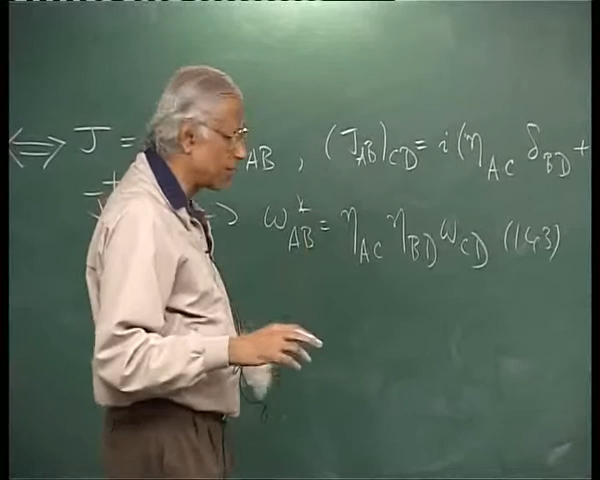 ⟺ J = AB , (J_AB)_CD = i(η_AC δ_BD +
ω*_AB = η_AC η_BD ω_CD (143)